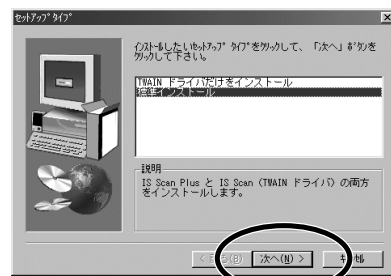 セットアップ タイプ
インストールしたいセットアップ タイプをクリックして、「次へ」ボタンを
クリックして下さい。
TWAIN ドライバだけをインストール
標準インストール
説明
IS Scan Plus と IS Scan (TWAIN ドライバ) の両方
をインストールします。
< 戻る(B) 次へ(N) > キャンセル